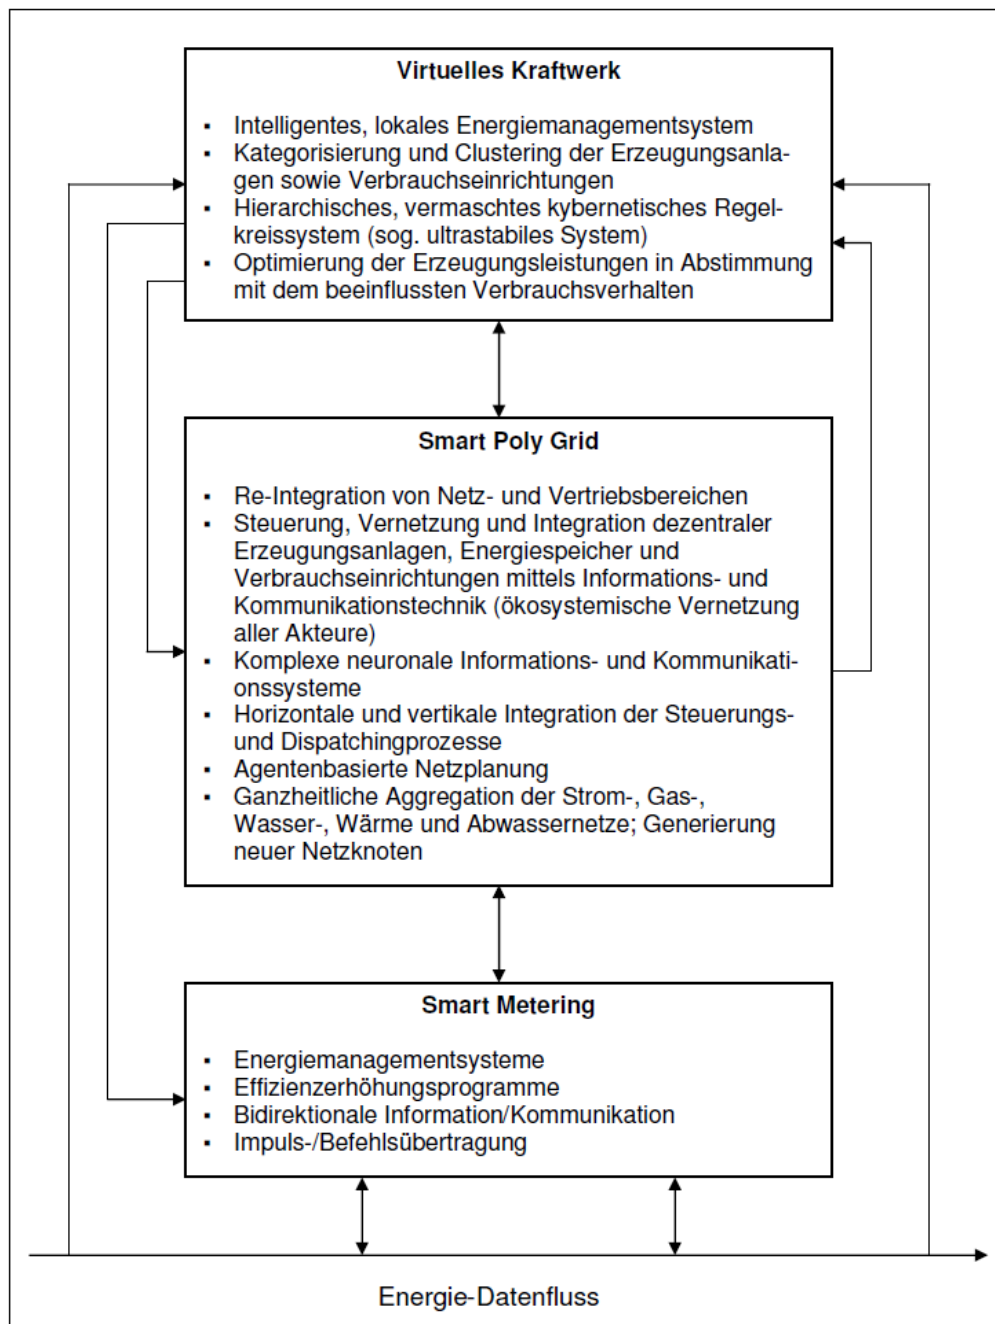 Virtuelles Kraftwerk
▪ Intelligentes, lokales Energiemanagementsystem
▪ Kategorisierung und Clustering der Erzeugungsanla-
gen sowie Verbrauchseinrichtungen
▪ Hierarchisches, vermaschtes kybernetisches Regel-
kreissystem (sog. ultrastabiles System)
▪ Optimierung der Erzeugungsleistungen in Abstimmung
mit dem beeinflussten Verbrauchsverhalten
Smart Poly Grid
▪ Re-Integration von Netz- und Vertriebsbereichen
▪ Steuerung, Vernetzung und Integration dezentraler
Erzeugungsanlagen, Energiespeicher und
Verbrauchseinrichtungen mittels Informations- und
Kommunikationstechnik (ökosystemische Vernetzung
aller Akteure)
▪ Komplexe neuronale Informations- und Kommunikati-
onssysteme
▪ Horizontale und vertikale Integration der Steuerungs-
und Dispatchingprozesse
▪ Agentenbasierte Netzplanung
▪ Ganzheitliche Aggregation der Strom-, Gas-,
Wasser-, Wärme und Abwassernetze; Generierung
neuer Netzknoten
Smart Metering
▪ Energiemanagementsysteme
▪ Effizienzerhöhungsprogramme
▪ Bidirektionale Information/Kommunikation
▪ Impuls-/Befehlsübertragung
Energie-Datenfluss